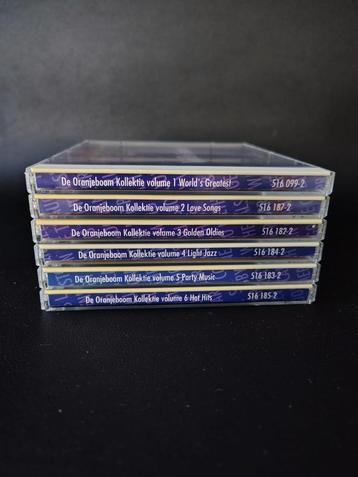 De Oranjeboom Kollektie volume 1 World's Greatest 516 099-2
De Oranjeboom Kollektie volume 2 Love Songs 516 187-2
De Oranjeboom Kollektie volume 3 Golden Oldies 516 182-2
De Oranjeboom Kollektie volume 4 Light Jazz 516 184-2
De Oranjeboom Kollektie volume 5 Party Music 516 183-2
De Oranjeboom Kollektie volume 6 Hot Hits 516 185-2